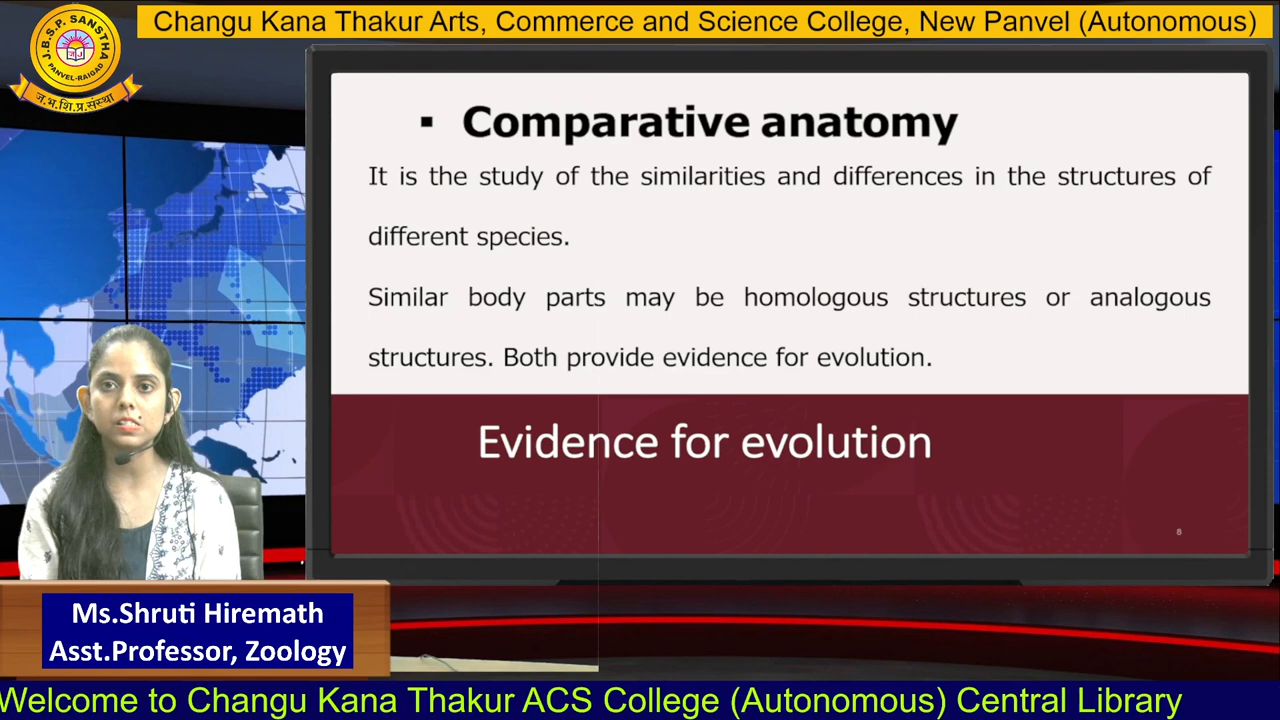 Changu Kana Thakur Arts, Commerce and Science College, New Panvel (Autonomous)
J.B.S.P. SANSTHA
PANVEL-RAIGAD
ज.भ.शि.प्र.संस्था
▪ Comparative anatomy
It is the study of the similarities and differences in the structures of
different species.
Similar body parts may be homologous structures or analogous
structures. Both provide evidence for evolution.
Evidence for evolution
8
Ms.Shruti Hiremath
Asst.Professor, Zoology
Welcome to Changu Kana Thakur ACS College (Autonomous) Central Library